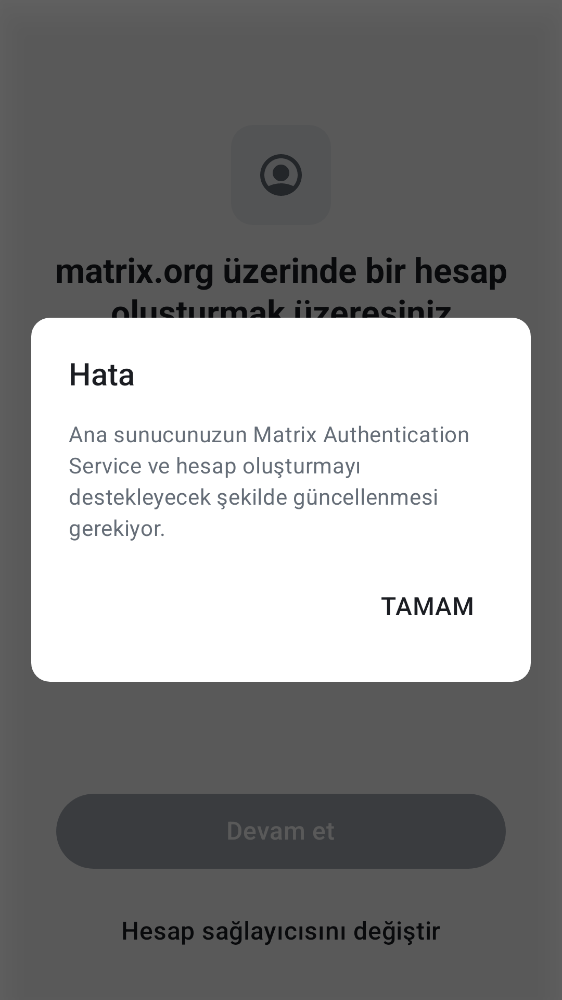 matrix.org üzerinde bir hesap
oluşturmak üzeresiniz
Hata
Ana sunucunuzun Matrix Authentication
Service ve hesap oluşturmayı
destekleyecek şekilde güncellenmesi
gerekiyor.
TAMAM
Devam et
Hesap sağlayıcısını değiştir